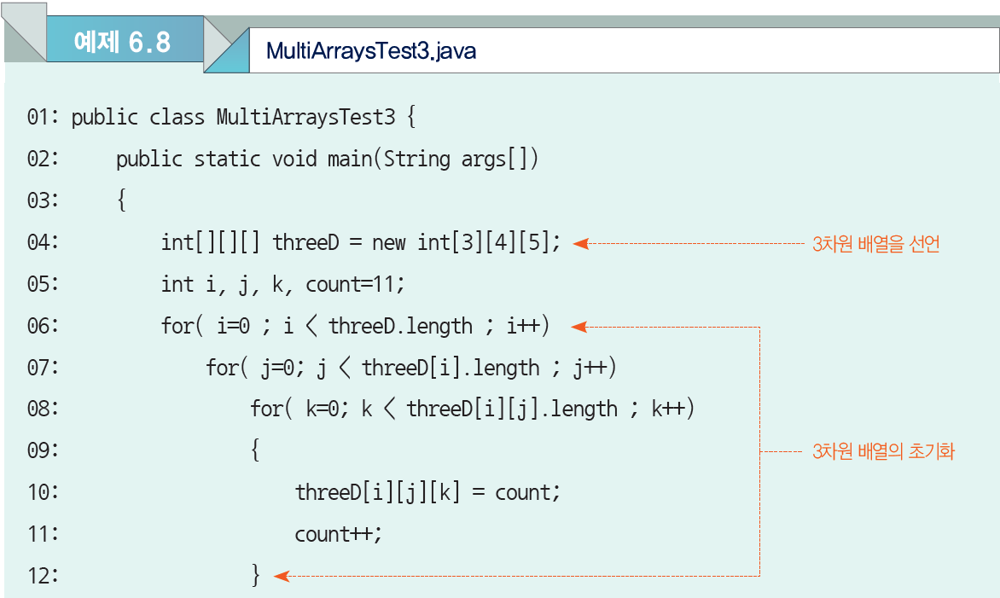 예제 6.8
MultiArraysTest3.java
01: public class MultiArraysTest3 {
02:     public static void main(String args[])
03:     {
04:         int[][][] threeD = new int[3][4][5]; 3차원 배열을 선언
05:         int i, j, k, count=11;
06:         for( i=0 ; i < threeD.length ; i++)
07:             for( j=0; j < threeD[i].length ; j++)
08:                 for( k=0; k < threeD[i][j].length ; k++)
09:                 { 3차원 배열의 초기화
10:                     threeD[i][j][k] = count;
11:                     count++;
12:                 }